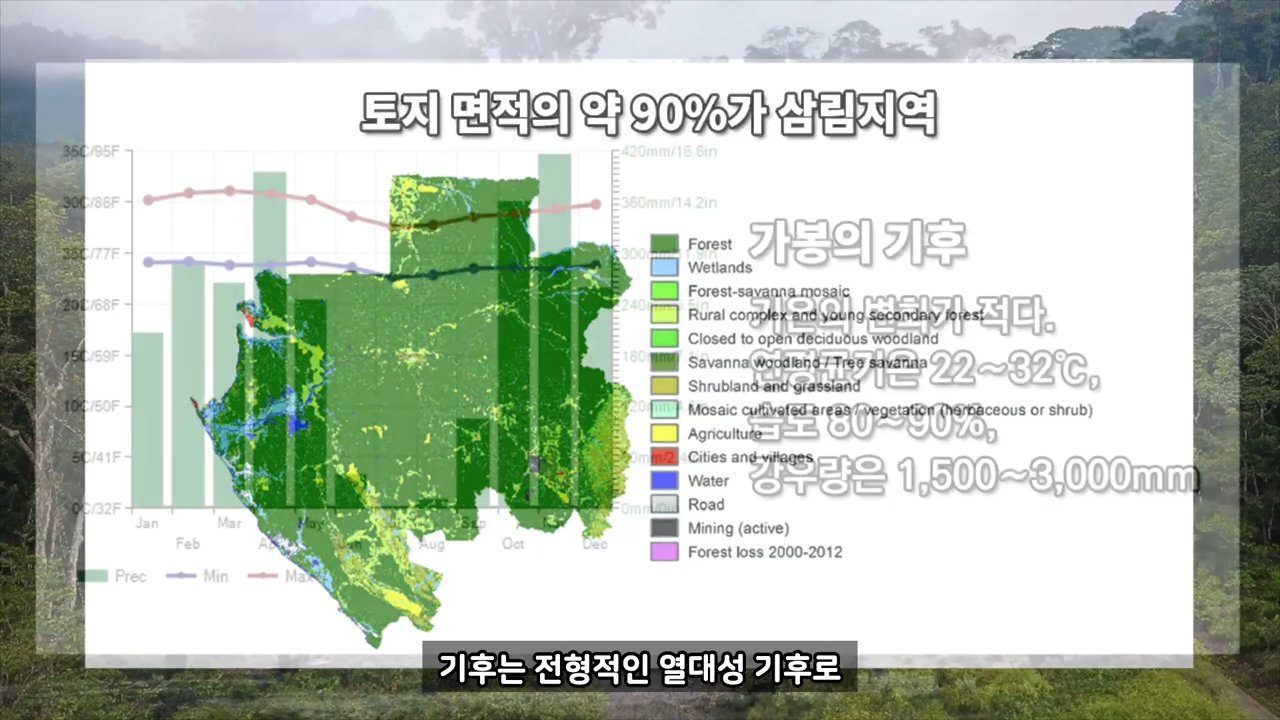 토지 면적의 약 90%가 삼림지역
35C/95F
30C/86F
25C/77F
20C/68F
15C/59F
10C/50F
5C/41F
0C/32F
420mm/16.6in
360mm/14.2in
Jan
Feb
Mar
May
Aug
Sep
Oct
Dec
Prec
Min
Max
Forest
Wetlands
Forest-savanna mosaic
Rural complex and young secondary forest
Closed to open deciduous woodland
Savanna woodland / Tree savanna
Shrubland and grassland
Mosaic cultivated areas / vegetation (herbaceous or shrub)
Agriculture
Cities and villages
Water
Road
Mining (active)
Forest loss 2000-2012
가봉의 기후
기온의 변화가 적다.
연평균기온 22~32℃,
습도 80~90%,
강우량은 1,500~3,000mm
기후는 전형적인 열대성 기후로